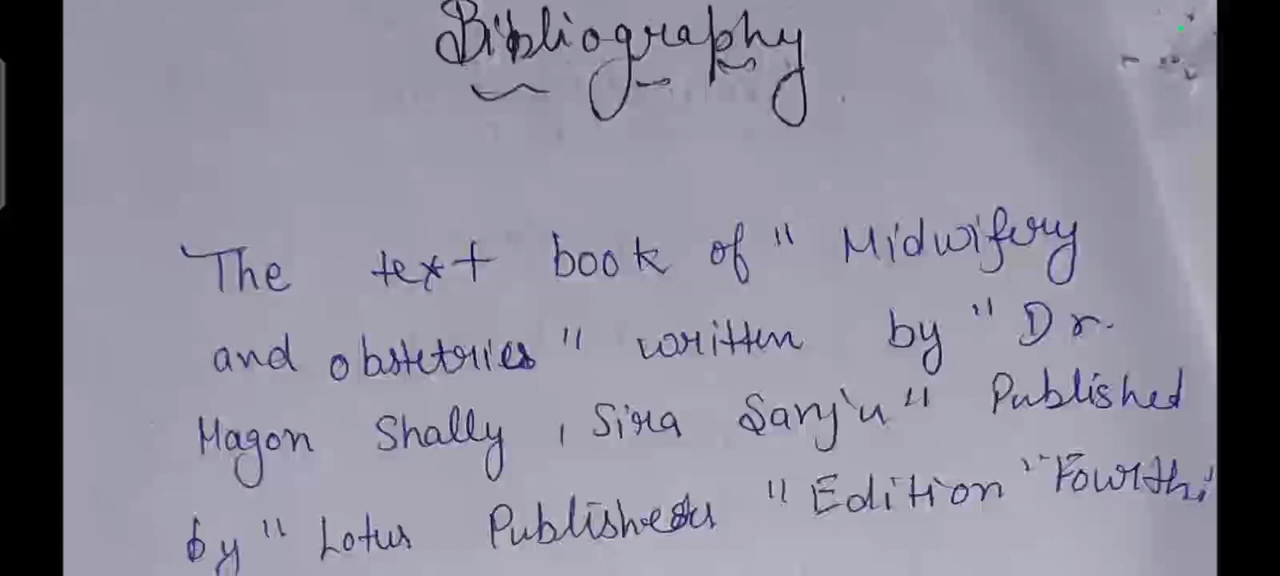 Bibliography
The text book of " Midwifery
and obstetrics " written by " Dr.
Magon Shally , Sira Sanju " Published
by " Lotus Publishers " Edition " Fourth,